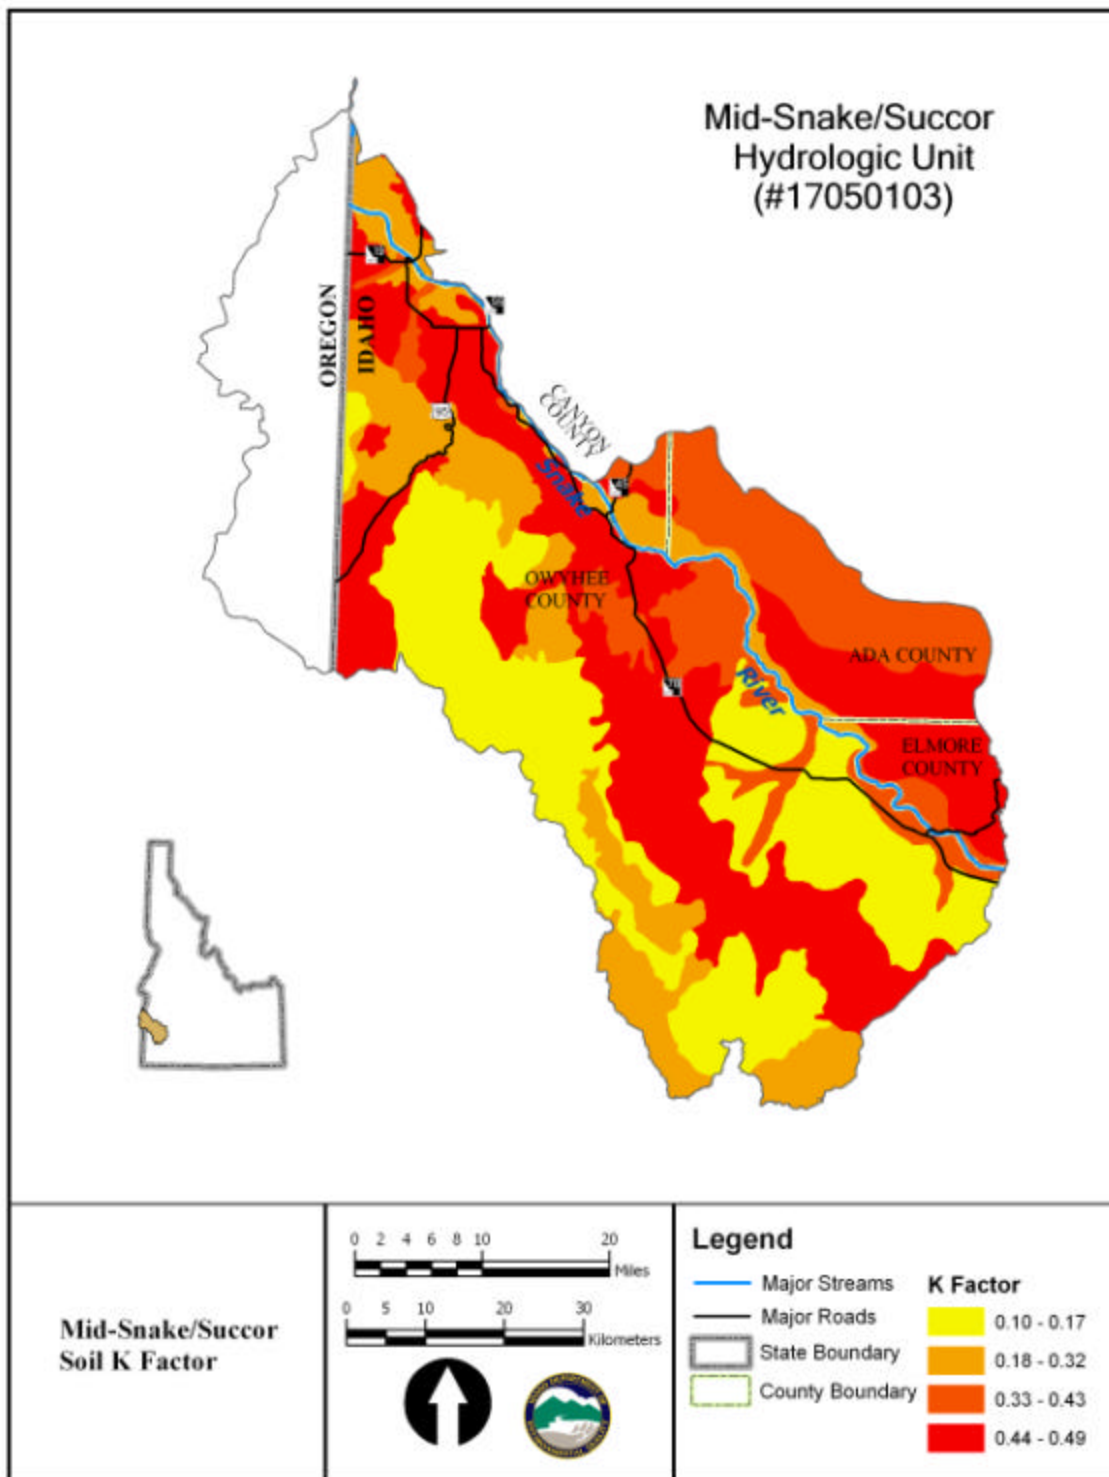 Mid-Snake/Succor
Hydrologic Unit
(#17050103)
OREGON
IDAHO
95
CANYON
COUNTY
Snake
OWYHEE
COUNTY
ADA COUNTY
River
ELMORE
COUNTY
Mid-Snake/Succor
Soil K Factor
0 2 4 6 8 10 20
Miles
0 5 10 20 30
Kilometers
Legend
Major Streams
Major Roads
State Boundary
County Boundary
K Factor
0.10 - 0.17
0.18 - 0.32
0.33 - 0.43
0.44 - 0.49